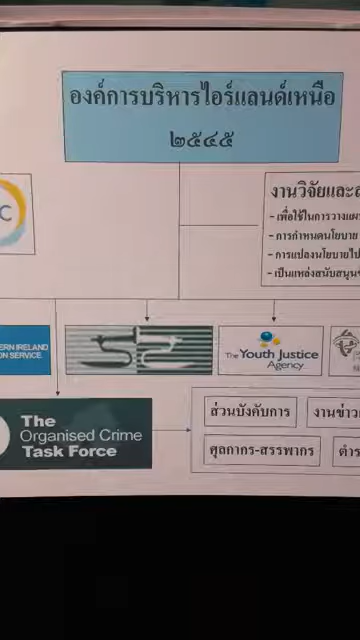 องค์การบริหารไอร์แลนด์เหนือ
๒๕๔๕
งานวิจัยและ
- เพื่อใช้ในการวางแผน
- การกำหนดนโยบาย
- การแปลงนโยบายไป
- เป็นแหล่งสนับสนุน
C
ERN IRELAND
ON SERVICE
The Youth Justice
Agency
The
Organised Crime
Task Force
ส่วนบังคับการ
งานข่าว
ศุลกากร-สรรพากร
ตำร